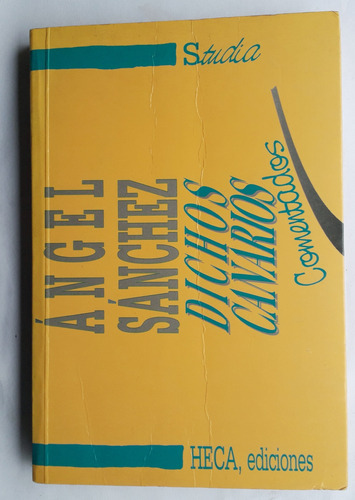 Studia
ÁNGEL
SÁNCHEZ
DICHOS
CANARIOS
Comentados
HECA, ediciones